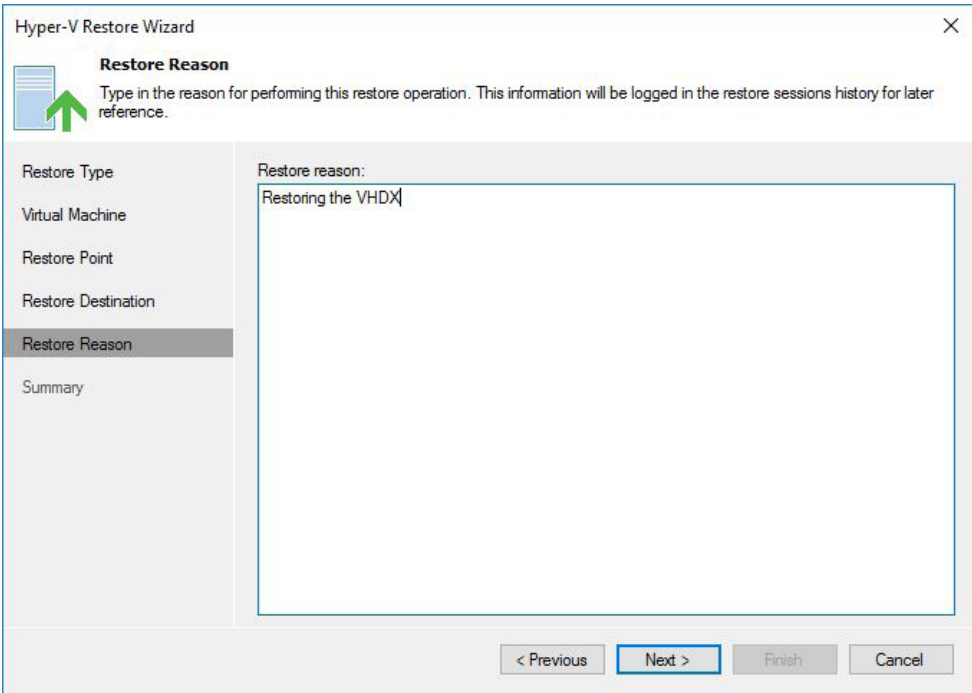 Hyper-V Restore Wizard
Restore Reason
Type in the reason for performing this restore operation. This information will be logged in the restore sessions history for later
reference.
Restore Type
Virtual Machine
Restore Point
Restore Destination
Restore Reason
Summary
Restore reason:
Restoring the VHDX
< Previous
Next >
Finish
Cancel